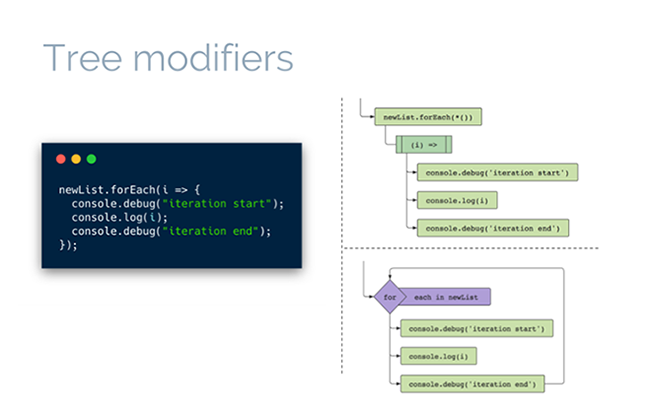 Tree modifiers
newList.forEach(i => {
  console.debug("iteration start");
  console.log(i);
  console.debug("iteration end");
});
newList.forEach(*())
(i) =>
console.debug('iteration start')
console.log(i)
console.debug('iteration end')
for each in newList
console.debug('iteration start')
console.log(i)
console.debug('iteration end')